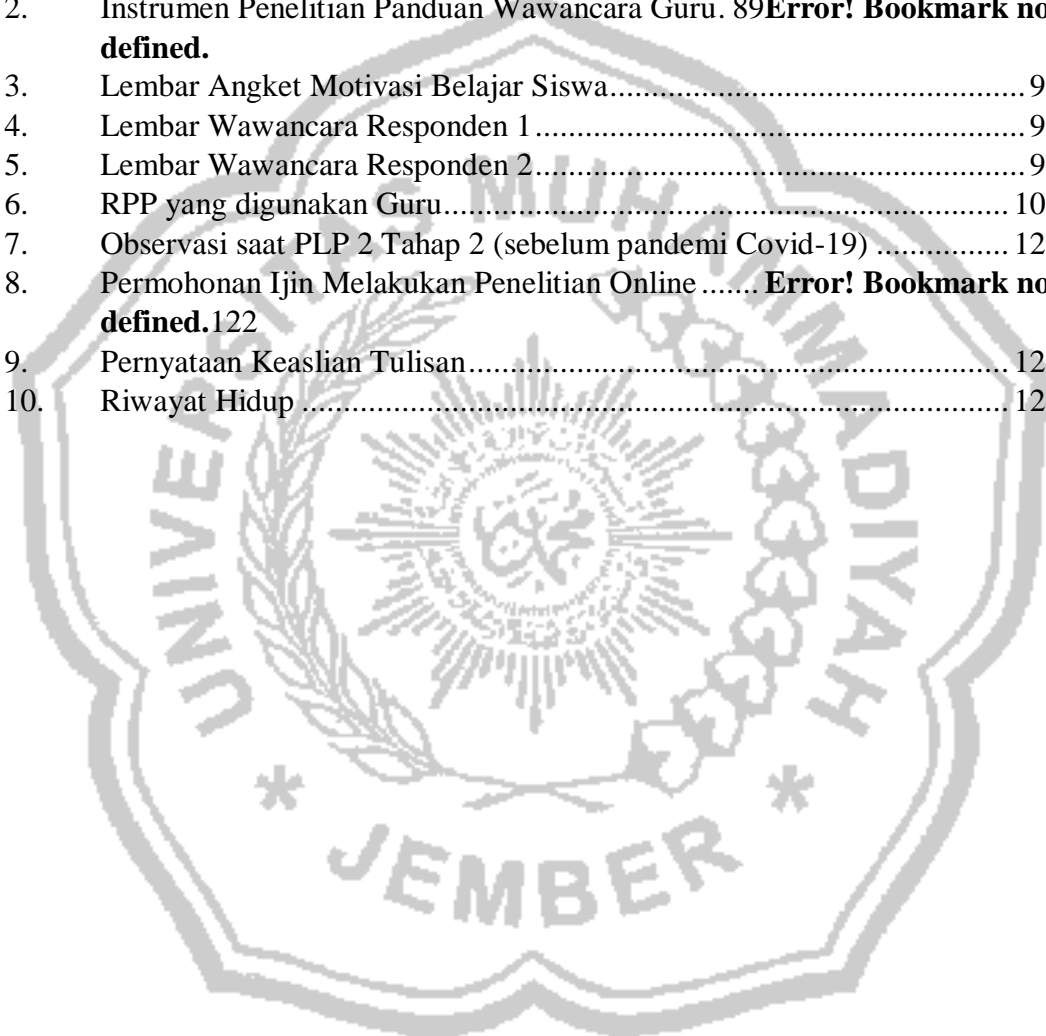 2. Instrumen Penelitian Panduan Wawancara Guru. 89Error! Bookmark no
defined.
3. Lembar Angket Motivasi Belajar Siswa.................................................... 9
4. Lembar Wawancara Responden 1............................................................. 9
5. Lembar Wawancara Responden 2............................................................. 9
6. RPP yang digunakan Guru...................................................................... 10
7. Observasi saat PLP 2 Tahap 2 (sebelum pandemi Covid-19) ................ 12
8. Permohonan Ijin Melakukan Penelitian Online ....... Error! Bookmark no
defined.122
9. Pernyataan Keaslian Tulisan................................................................... 12
10. Riwayat Hidup ........................................................................................ 12
UNIVERSITAS MUHAMMADIYAH
* JEMBER *